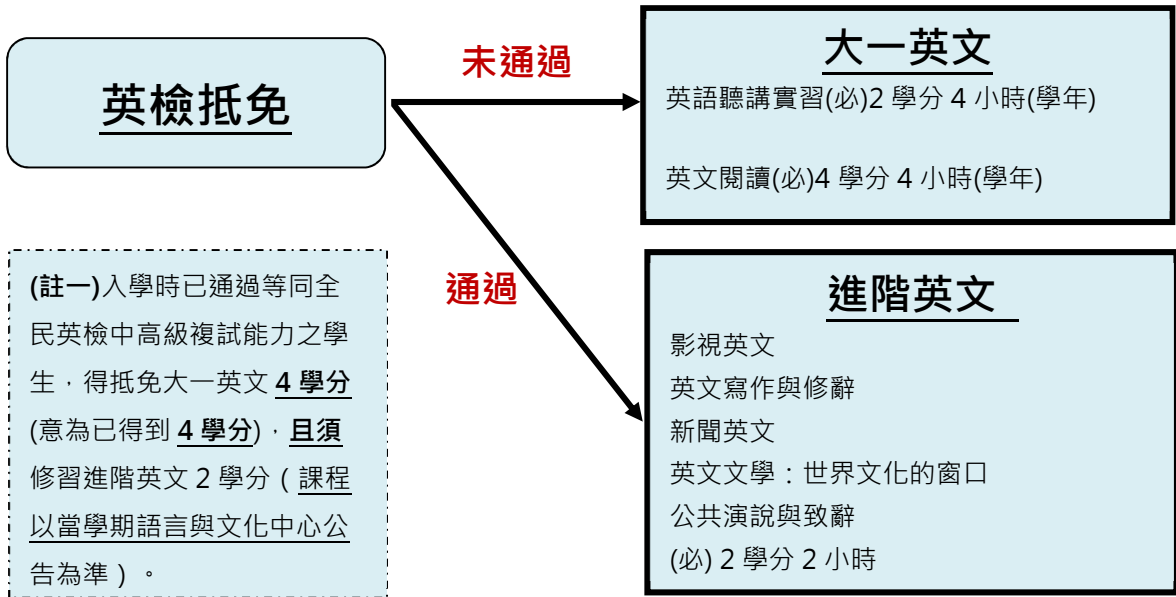 英檢抵免
未通過
大一英文
英語聽講實習(必)2 學分 4 小時(學年)
英文閱讀(必)4 學分 4 小時(學年)
(註一)入學時已通過等同全
民英檢中高級複試能力之學
生，得抵免大一英文 4 學分
(意為已得到 4 學分)，且須
修習進階英文 2 學分（課程
以當學期語言與文化中心公
告為準）。
通過
進階英文
影視英文
英文寫作與修辭
新聞英文
英文文學：世界文化的窗口
公共演說與致辭
(必) 2 學分 2 小時